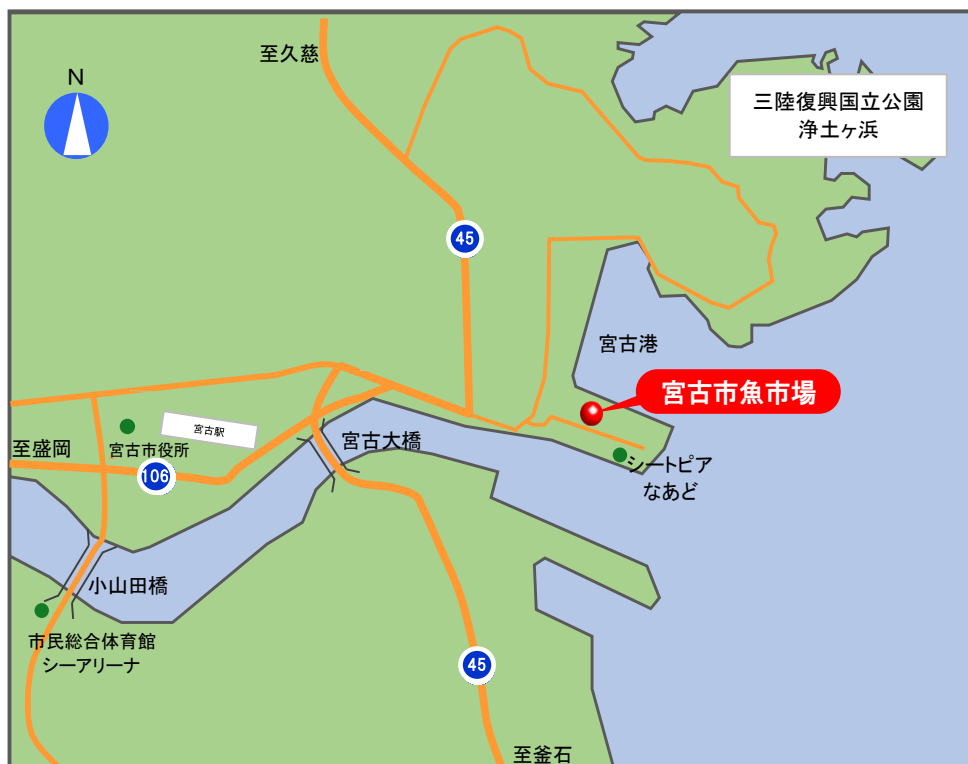 至久慈
N
三陸復興国立公園
浄土ヶ浜
45
宮古港
宮古市魚市場
宮古駅
宮古大橋
至盛岡
宮古市役所
シートピア
なあど
106
小山田橋
市民総合体育館
シーアリーナ
45
至釜石